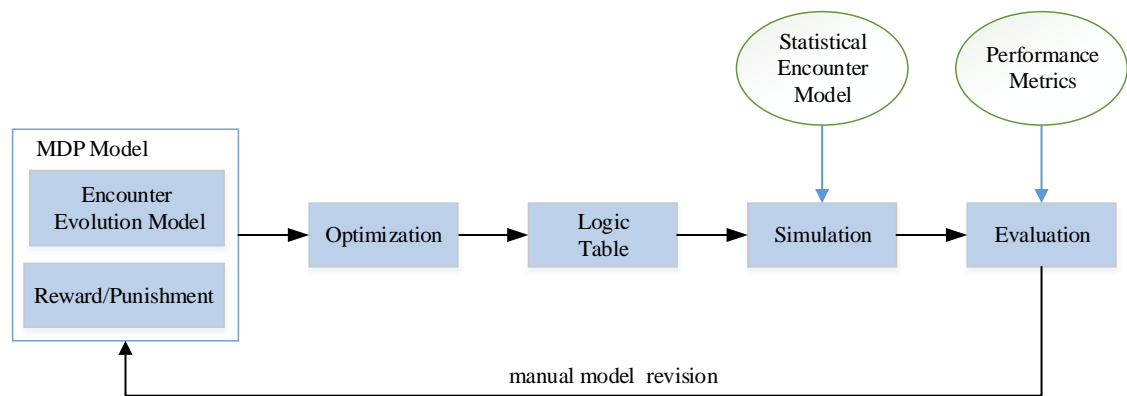 Statistical
Encounter
Model
Performance
Metrics
MDP Model
Encounter
Evolution Model
Reward/Punishment
Optimization
Logic
Table
Simulation
Evaluation
manual model revision